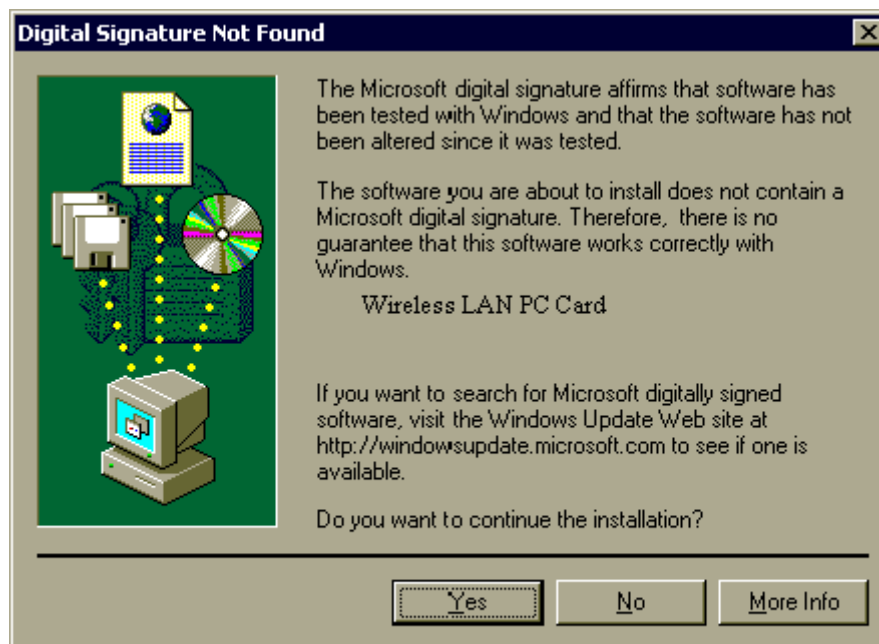 Digital Signature Not Found
The Microsoft digital signature affirms that software has
been tested with Windows and that the software has not
been altered since it was tested.
The software you are about to install does not contain a
Microsoft digital signature. Therefore, there is no
guarantee that this software works correctly with
Windows.
Wireless LAN PC Card
If you want to search for Microsoft digitally signed
software, visit the Windows Update Web site at
http://windowsupdate.microsoft.com to see if one is
available.
Do you want to continue the installation?
Yes No More Info